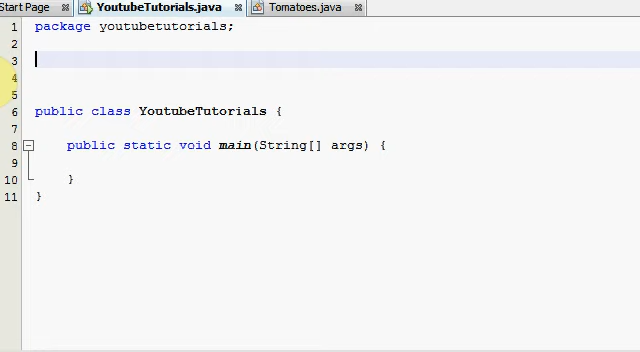 Start Page YoutubeTutorials.java Tomatoes.java
1 package youtubetutorials;
2
3
4
5
6 public class YoutubeTutorials {
7
8 public static void main(String[] args) {
9
10 }
11 }